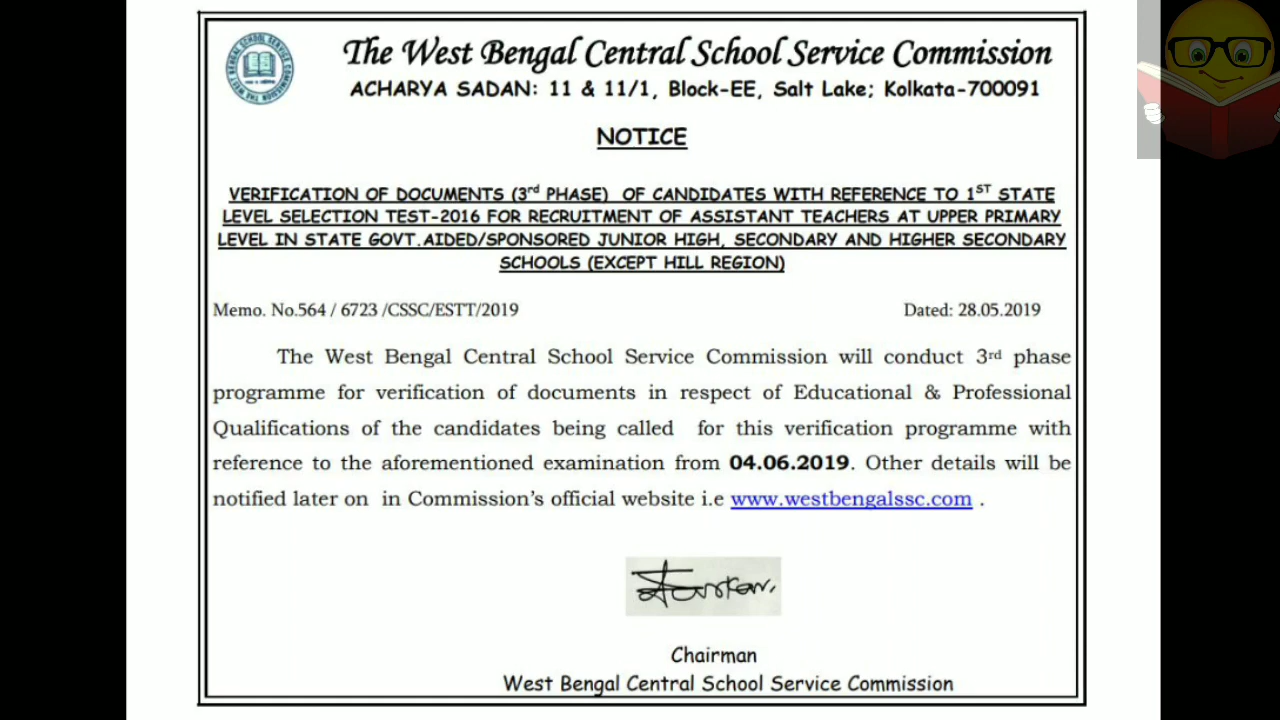 The West Bengal Central School Service Commission
ACHARYA SADAN: 11 & 11/1, Block-EE, Salt Lake; Kolkata-700091
NOTICE
VERIFICATION OF DOCUMENTS (3rd PHASE) OF CANDIDATES WITH REFERENCE TO 1ST STATE
LEVEL SELECTION TEST-2016 FOR RECRUITMENT OF ASSISTANT TEACHERS AT UPPER PRIMARY
LEVEL IN STATE GOVT.AIDED/SPONSORED JUNIOR HIGH, SECONDARY AND HIGHER SECONDARY
SCHOOLS (EXCEPT HILL REGION)
Memo. No.564 / 6723 /CSSC/ESTT/2019 Dated: 28.05.2019
The West Bengal Central School Service Commission will conduct 3rd phase
programme for verification of documents in respect of Educational & Professional
Qualifications of the candidates being called for this verification programme with
reference to the aforementioned examination from 04.06.2019. Other details will be
notified later on in Commission's official website i.e www.westbengalssc.com .
Chairman
West Bengal Central School Service Commission